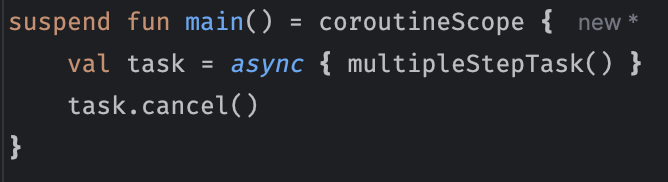 suspend fun main() = coroutineScope { new *
    val task = async { multipleStepTask() }
    task.cancel()
}